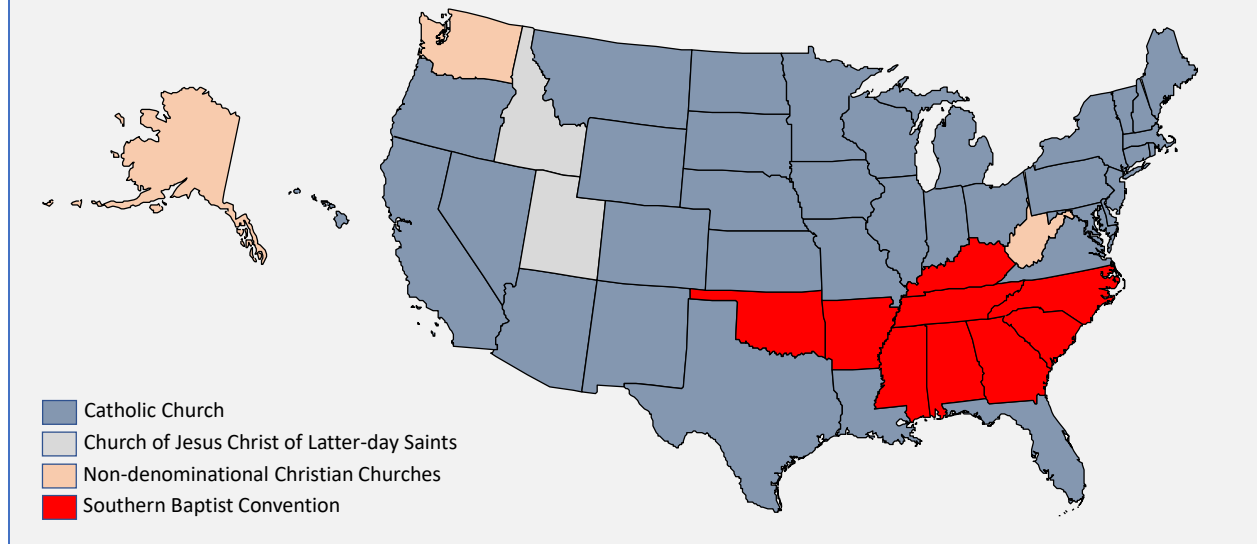 Catholic Church
Church of Jesus Christ of Latter-day Saints
Non-denominational Christian Churches
Southern Baptist Convention